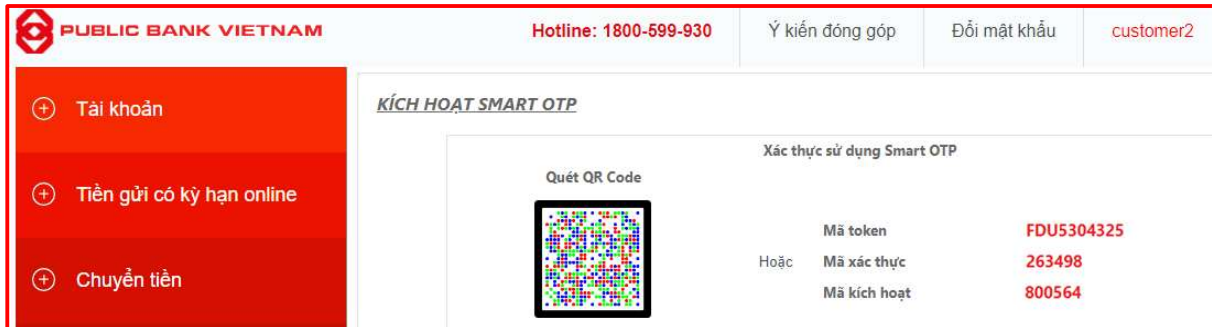 PUBLIC BANK VIETNAM
Hotline: 1800-599-930
Ý kiến đóng góp
Đổi mật khẩu
customer2
Tài khoản
Tiền gửi có kỳ hạn online
Chuyển tiền
KÍCH HOẠT SMART OTP
Xác thực sử dụng Smart OTP
Quét QR Code
Hoặc
Mã token FDU5304325
Mã xác thực 263498
Mã kích hoạt 800564